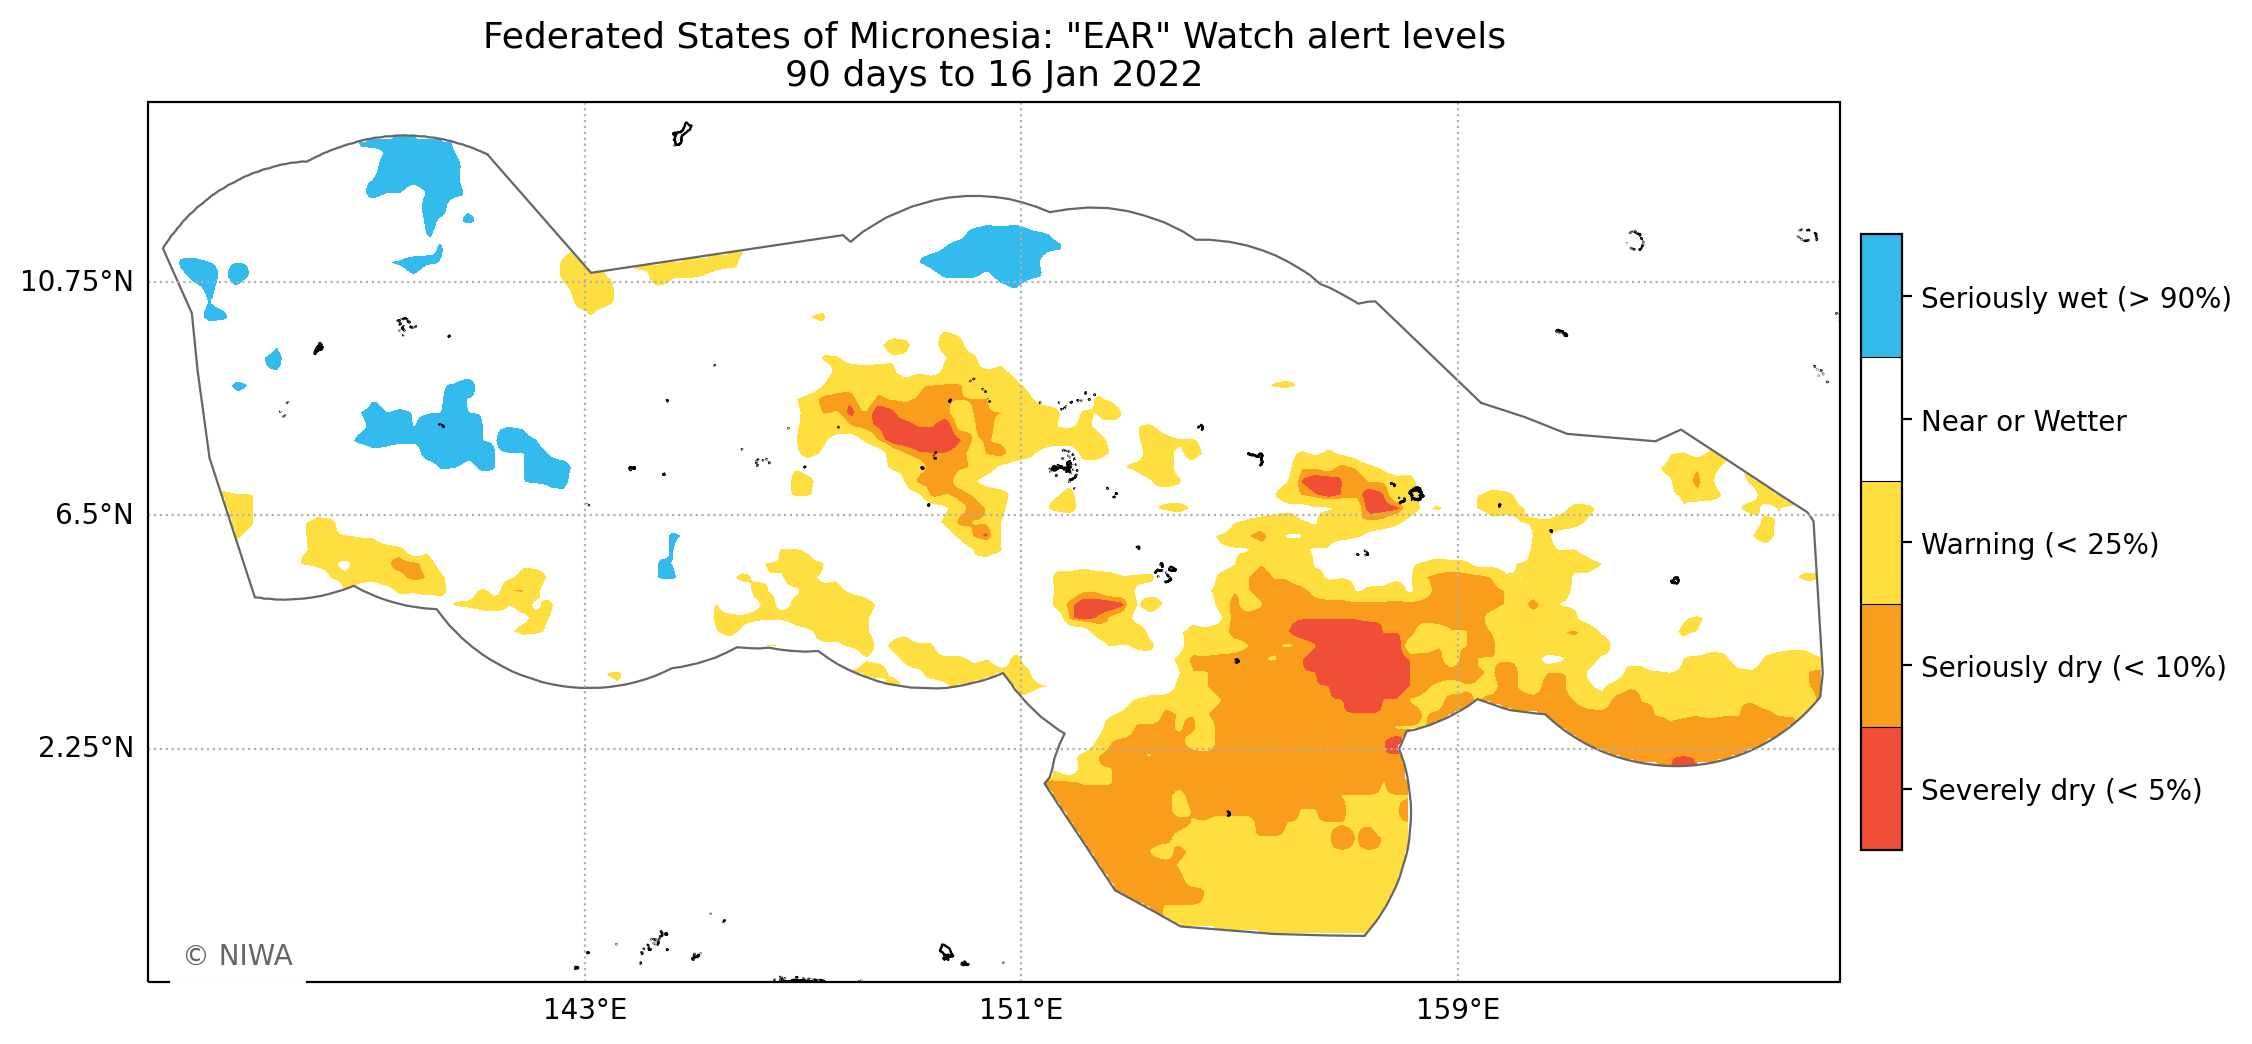 Federated States of Micronesia: "EAR" Watch alert levels
90 days to 16 Jan 2022
10.75°N
6.5°N
2.25°N
143°E
151°E
159°E
Seriously wet (> 90%)
Near or Wetter
Warning (< 25%)
Seriously dry (< 10%)
Severely dry (< 5%)
© NIWA